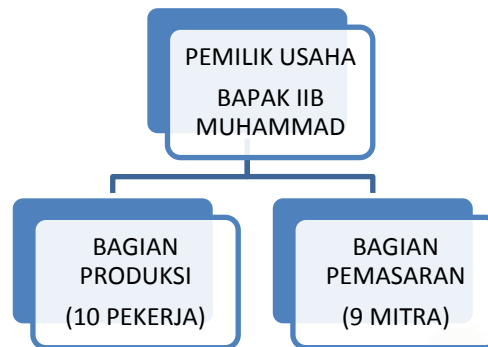 PEMILIK USAHA
BAPAK IIB
MUHAMMAD
BAGIAN
PRODUKSI
(10 PEKERJA)
BAGIAN
PEMASARAN
(9 MITRA)